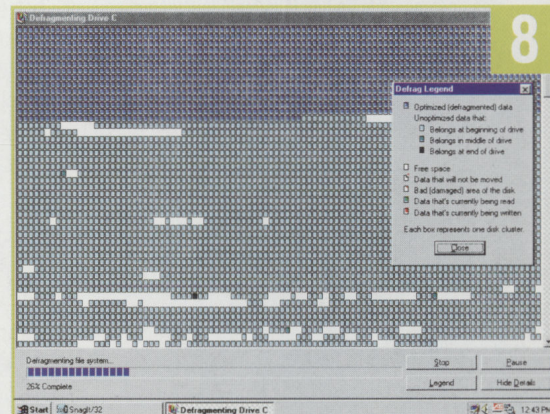 Defragmenting Drive C
8
Defrag Legend
Optimized (defragmented) data
Unoptimized data that:
Belongs at beginning of drive
Belongs in middle of drive
Belongs at end of drive
Free space
Data that will not be moved
Bad (damaged) area of the disk
Data that's currently being read
Data that's currently being written
Each box represents one disk cluster
Close
Defragmenting file system...
26% Complete
Stop
Pause
Legend
Hide Details
Start
SnagIt/32
Defragmenting Drive C
12:43 PM